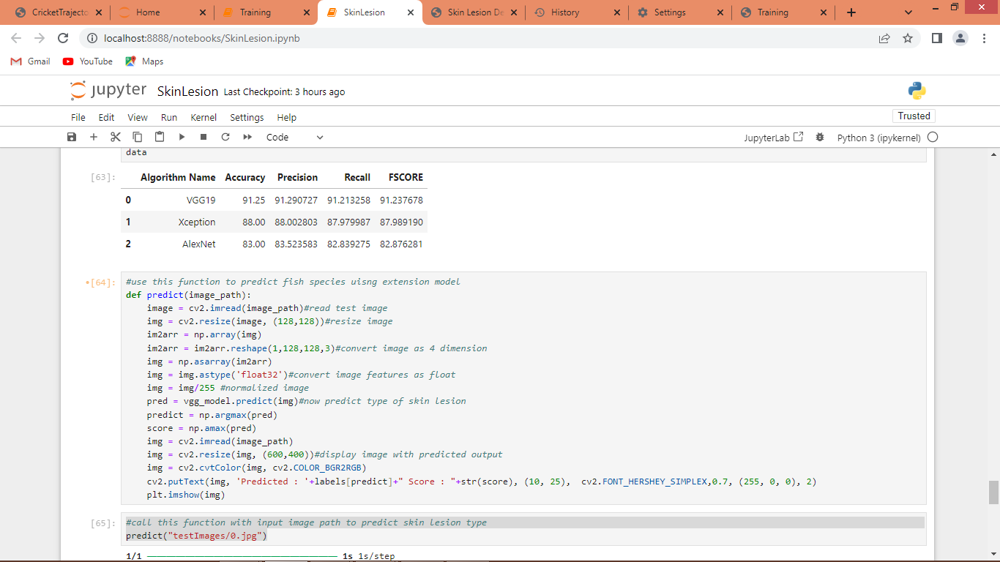 CricketTrajecto
Home
Training
SkinLesion
Skin Lesion De
History
Settings
Training
localhost:8888/notebooks/SkinLesion.ipynb
Gmail YouTube Maps
jupyter SkinLesion Last Checkpoint: 3 hours ago
File Edit View Run Kernel Settings Help
Trusted
Code JupyterLab Python 3 (ipykernel)
data
[63]: Algorithm Name Accuracy Precision Recall FSCORE
0 VGG19 91.25 91.290727 91.213258 91.237678
1 Xception 88.00 88.002803 87.979987 87.989190
2 AlexNet 83.00 83.523583 82.839275 82.876281
•[64]: #use this function to predict fish species uisng extension model
def predict(image_path):
image = cv2.imread(image_path)#read test image
img = cv2.resize(image, (128,128))#resize image
im2arr = np.array(img)
im2arr = im2arr.reshape(1,128,128,3)#convert image as 4 dimension
img = np.asarray(im2arr)
img = img.astype('float32')#convert image features as float
img = img/255 #normalized image
pred = vgg_model.predict(img)#now predict type of skin lesion
predict = np.argmax(pred)
score = np.amax(pred)
img = cv2.imread(image_path)
img = cv2.resize(img, (600,400))#display image with predicted output
img = cv2.cvtColor(img, cv2.COLOR_BGR2RGB)
cv2.putText(img, 'Predicted : '+labels[predict]+" Score : "+str(score), (10, 25),  cv2.FONT_HERSHEY_SIMPLEX,0.7, (255, 0, 0), 2)
plt.imshow(img)
[65]: #call this function with input image path to predict skin lesion type
predict("testImages/0.jpg")
1/1 1s 1s/step